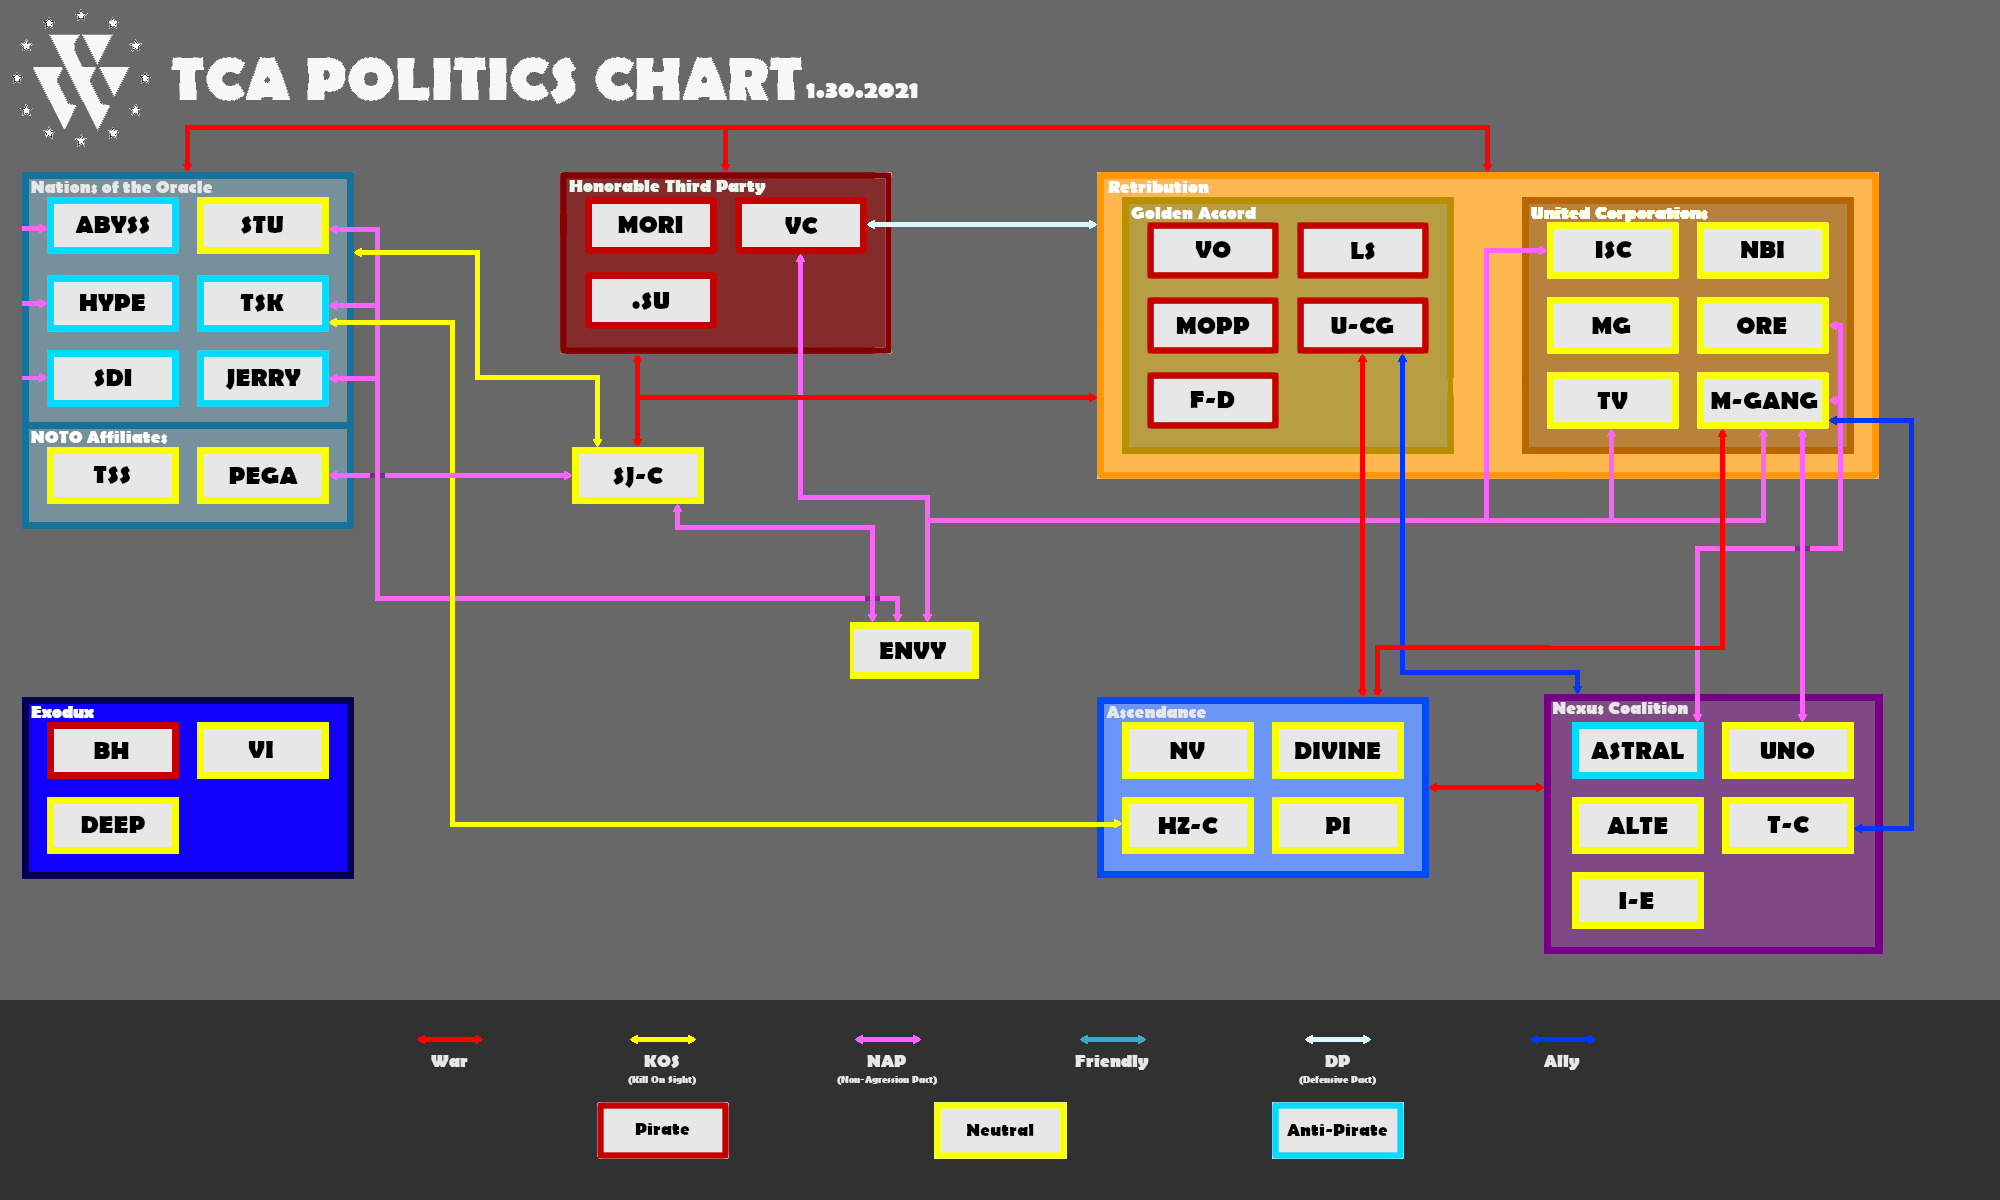 TCA POLITICS CHART 1.30.2021
Nations of the Oracle
ABYSS
STU
HYPE
TSK
SDI
JERRY
NOTO Affiliates
TSS
PEGA
Honorable Third Party
MORI
VC
.SU
Retribution
Golden Accord
VO
LS
MOPP
U-CG
F-D
United Corporations
ISC
NBI
MG
ORE
TV
M-GANG
SJ-C
ENVY
Exodux
BH
VI
DEEP
Ascendance
NV
DIVINE
HZ-C
PI
Nexus Coalition
ASTRAL
UNO
ALTE
T-C
I-E
War
KOS
(Kill On Sight)
NAP
(Non-Agression Pact)
Friendly
DP
(Defensive Pact)
Ally
Pirate
Neutral
Anti-Pirate